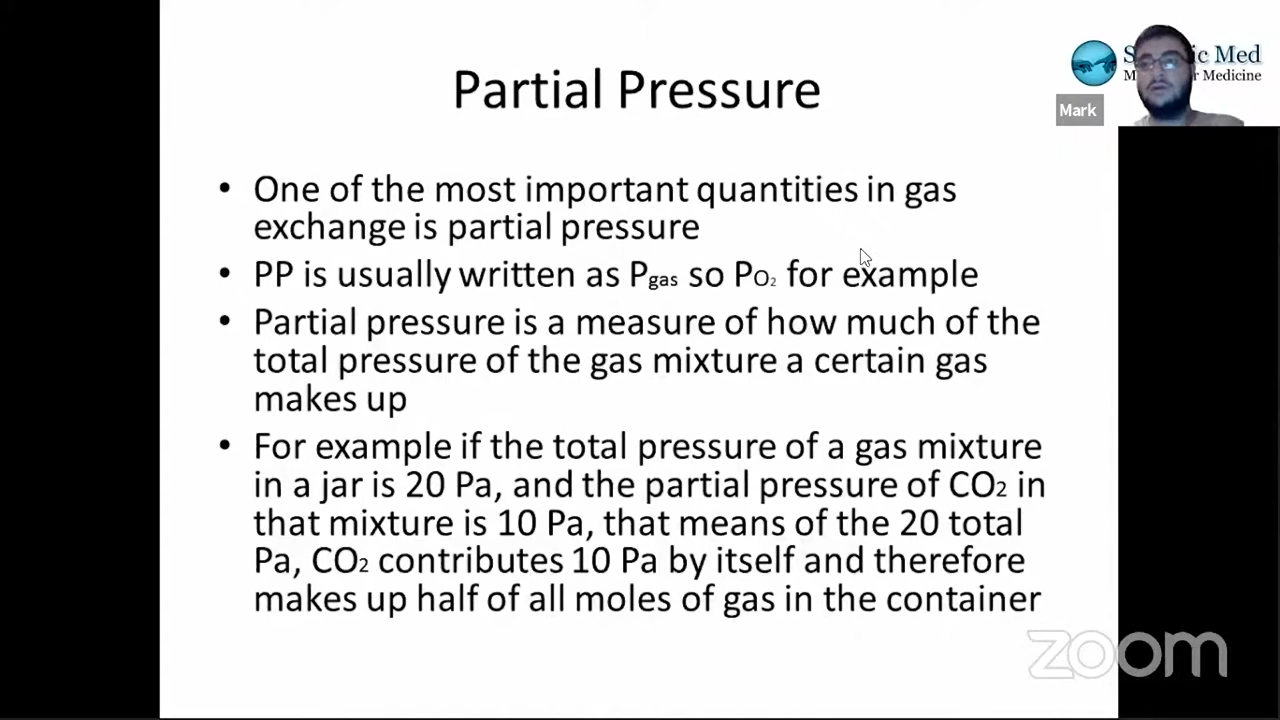 Partial Pressure
Med
Medicine
Mark
• One of the most important quantities in gas
exchange is partial pressure
• PP is usually written as Pgas so PO2 for example
• Partial pressure is a measure of how much of the
total pressure of the gas mixture a certain gas
makes up
• For example if the total pressure of a gas mixture
in a jar is 20 Pa, and the partial pressure of CO2 in
that mixture is 10 Pa, that means of the 20 total
Pa, CO2 contributes 10 Pa by itself and therefore
makes up half of all moles of gas in the container
zoom